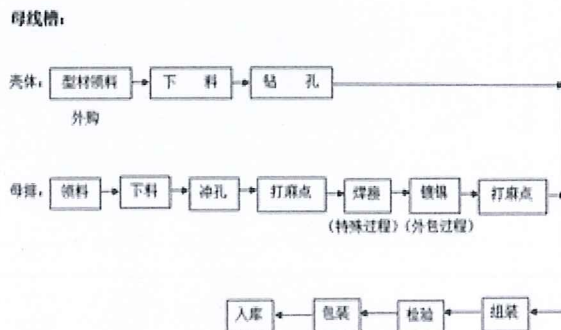 母线槽：
壳体： 型材领料 下 料 钻 孔
外购
母排： 领料 下料 冲孔 打麻点 焊接 镀锡 打麻点
（特殊过程）（外包过程）
入库 包装 检验 组装